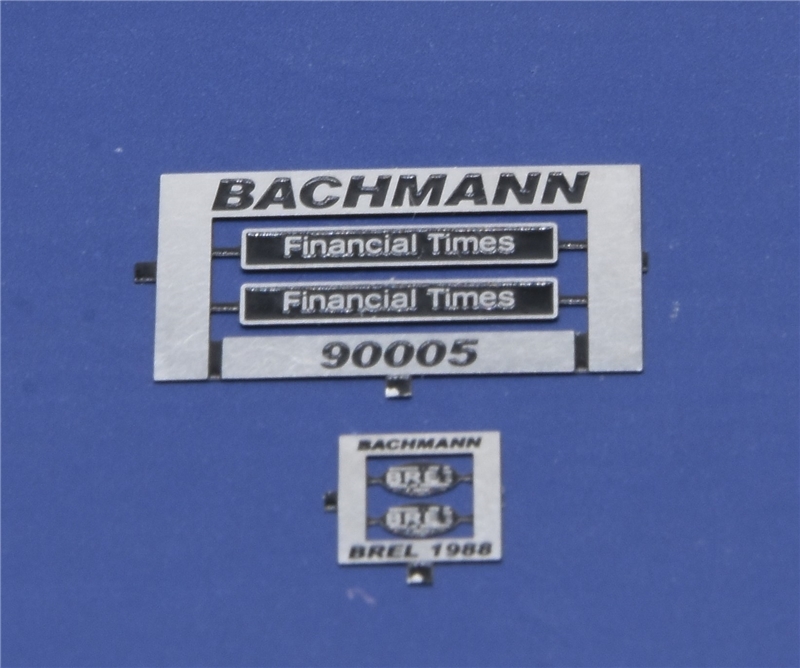 BACHMANN
Financial Times
Financial Times
90005
BACHMANN
BREL
BREL
BREL 1988